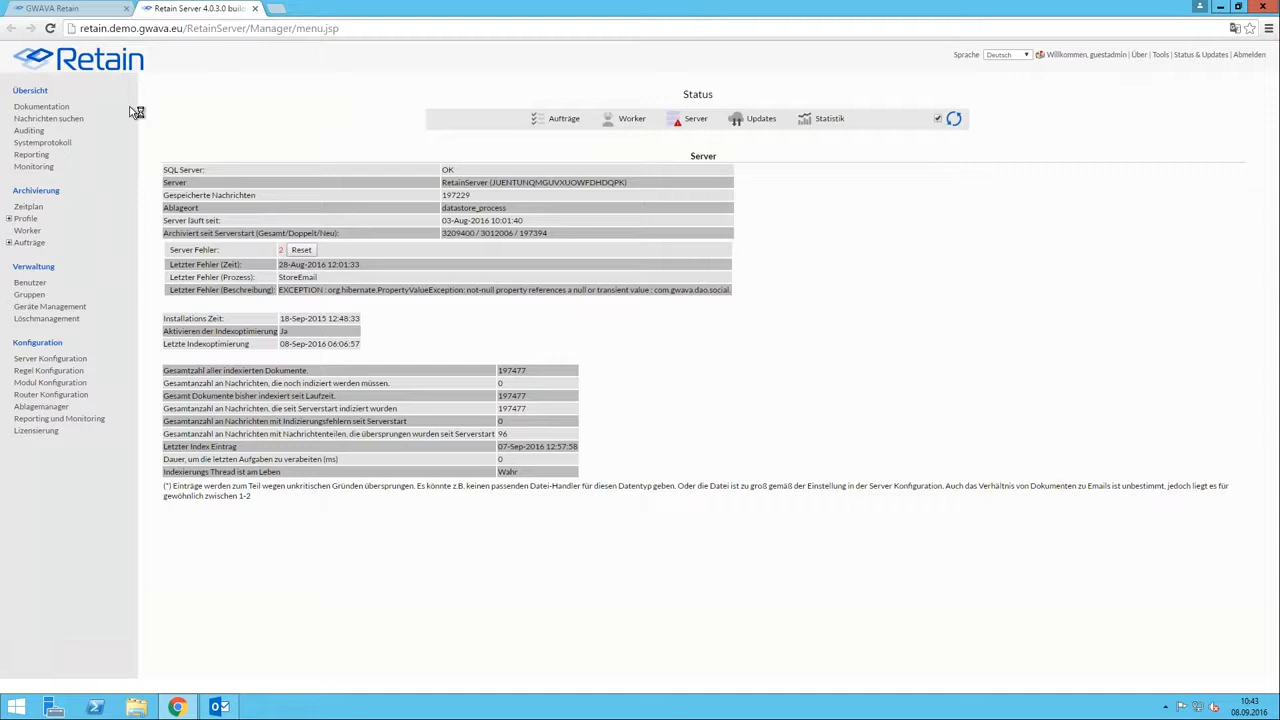 GWAVA Retain
Retain Server 4.0.3.0 build
retain.demo.gwava.eu/RetainServer/Manager/menu.jsp
Retain
Sprache Deutsch Willkommen, guestadmin | Über | Tools | Status & Updates | Abmelden
Übersicht
Dokumentation
Nachrichten suchen
Auditing
Systemprotokoll
Reporting
Monitoring
Archivierung
Zeitplan
Profile
Worker
Aufträge
Verwaltung
Benutzer
Gruppen
Geräte Management
Löschmanagement
Konfiguration
Server Konfiguration
Regel Konfiguration
Modul Konfiguration
Router Konfiguration
Ablagemanager
Reporting und Monitoring
Lizensierung
Status
Aufträge Worker Server Updates Statistik
Server
SQL Server: OK
Server RetainServer (JUENTUNQMGUVXUOWFDHDQPK)
Gespeicherte Nachrichten 197229
Ablageort datastore_process
Server läuft seit: 03-Aug-2016 10:01:40
Archiviert seit Serverstart (Gesamt/Doppelt/Neu): 3209400 / 3012006 / 197394
Server Fehler: 2 Reset
Letzter Fehler (Zeit): 28-Aug-2016 12:01:33
Letzter Fehler (Prozess): StoreEmail
Letzter Fehler (Beschreibung): EXCEPTION : org.hibernate.PropertyValueException: not-null property references a null or transient value : com.gwava.dao.social.
Installations Zeit: 18-Sep-2015 12:48:33
Aktivieren der Indexoptimierung Ja
Letzte Indexoptimierung 08-Sep-2016 06:06:57
Gesamtzahl aller indexierten Dokumente. 197477
Gesamtanzahl an Nachrichten, die noch indiziert werden müssen. 0
Gesamt Dokumente bisher indexiert seit Laufzeit. 197477
Gesamtanzahl an Nachrichten, die seit Serverstart indiziert wurden 197477
Gesamtanzahl an Nachrichten mit Indizierungsfehlern seit Serverstart 0
Gesamtanzahl an Nachrichten mit Nachrichtenteilen, die übersprungen wurden seit Serverstart 96
Letzter Index Eintrag 07-Sep-2016 12:57:58
Dauer, um die letzten Aufgaben zu verabeiten (ms) 0
Indexierungs Thread ist am Leben Wahr
(*) Einträge werden zum Teil wegen unkritischen Gründen übersprungen. Es könnte z.B. keinen passenden Datei-Handler für diesen Datentyp geben. Oder die Datei ist zu groß gemäß der Einstellung in der Server Konfiguration. Auch das Verhältnis von Dokumenten zu Emails ist unbestimmt, jedoch liegt es für
gewöhnlich zwischen 1-2
10:43
08.09.2016